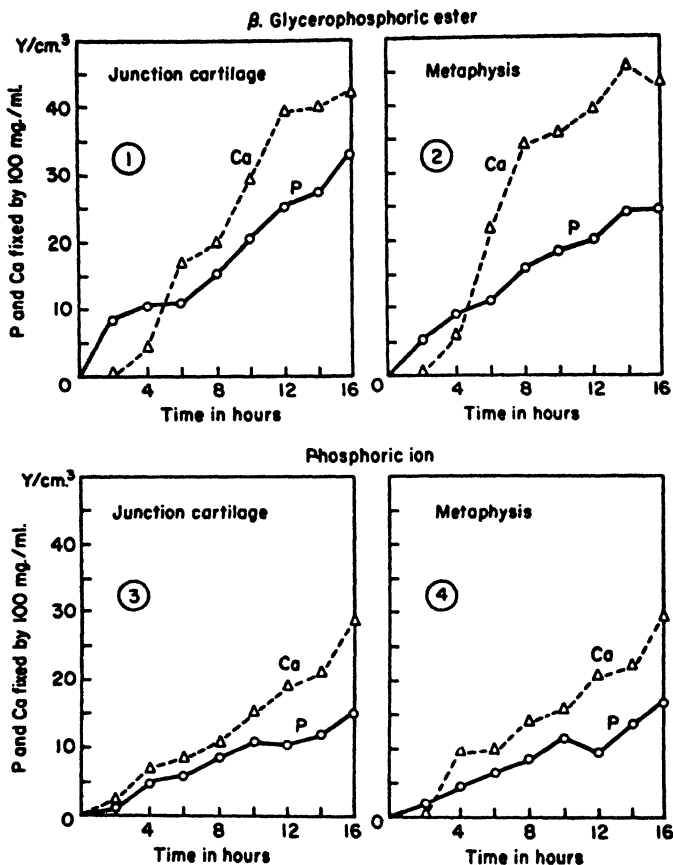 β. Glycerophosphoric ester
Y/cm.³
Junction cartilage
Metaphysis
P and Ca fixed by 100 mg./ml.
40
30
20
10
0
1
Ca
P
2
Ca
P
0
4
8
12
16
4
8
12
16
Time in hours
Time in hours
Phosphoric ion
Y/cm.³
Junction cartilage
Metaphysis
P and Ca fixed by 100 mg./ml.
40
30
20
10
0
3
Ca
P
4
Ca
P
0
4
8
12
16
4
8
12
16
Time in hours
Time in hours